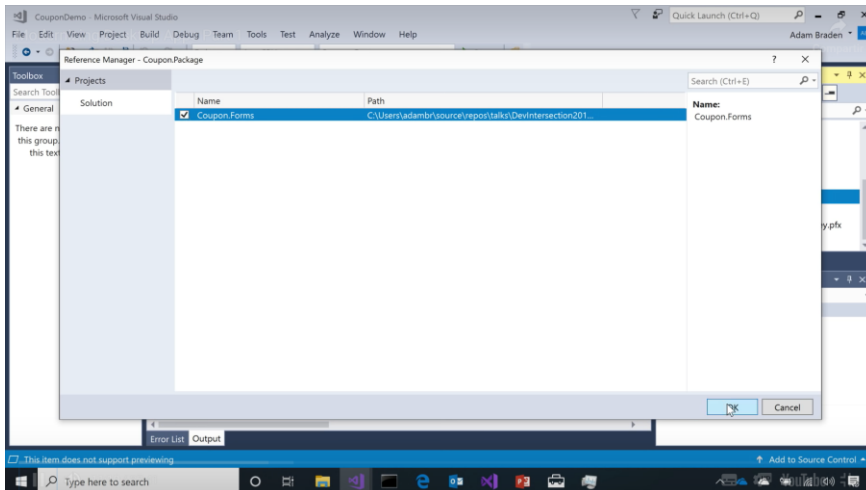 CouponDemo - Microsoft Visual Studio
Quick Launch (Ctrl+Q)
File Edit View Project Build Debug Team Tools Test Analyze Window Help
Adam Braden
Reference Manager - Coupon.Package
? ×
Toolbox
Search Tool
General
There are n
this group.
this text
Projects
Solution
Search (Ctrl+E)
Name Path
Coupon.Forms C:\Users\adambr\source\repos\talks\DevIntersection201...
Name:
Coupon.Forms
y.pfx
OK Cancel
Error List Output
This item does not support previewing
Add to Source Control
Type here to search